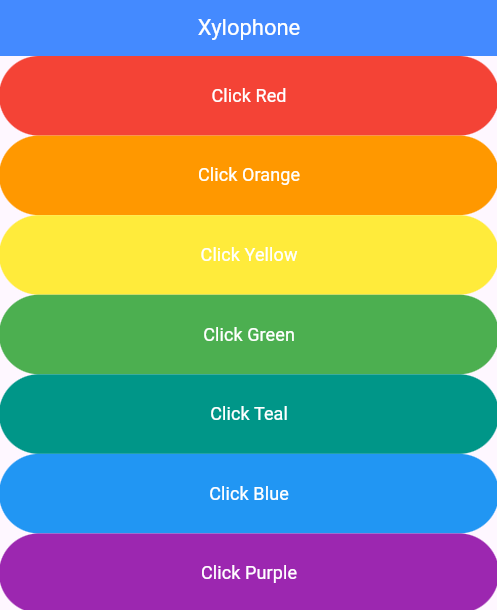 Xylophone
Click Red
Click Orange
Click Yellow
Click Green
Click Teal
Click Blue
Click Purple